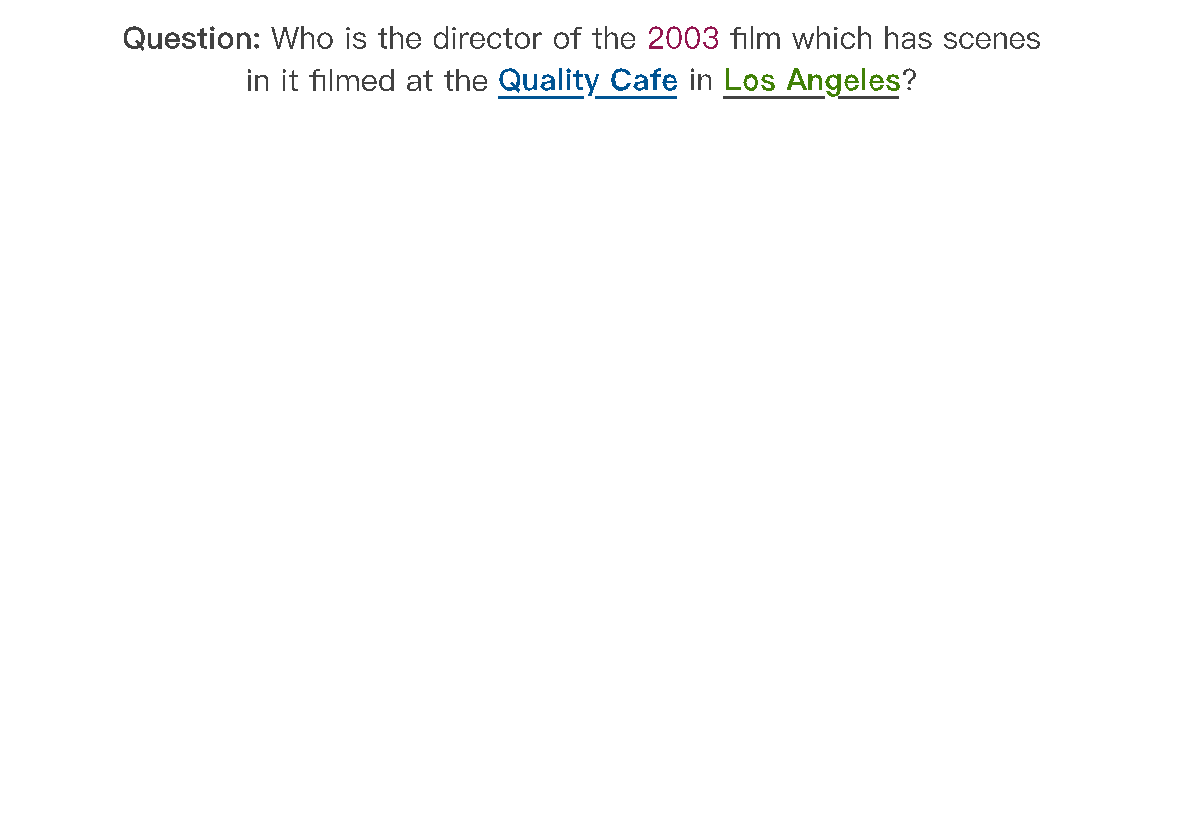 Question: Who is the director of the 2003 film which has scenes
in it filmed at the Quality Cafe in Los Angeles?